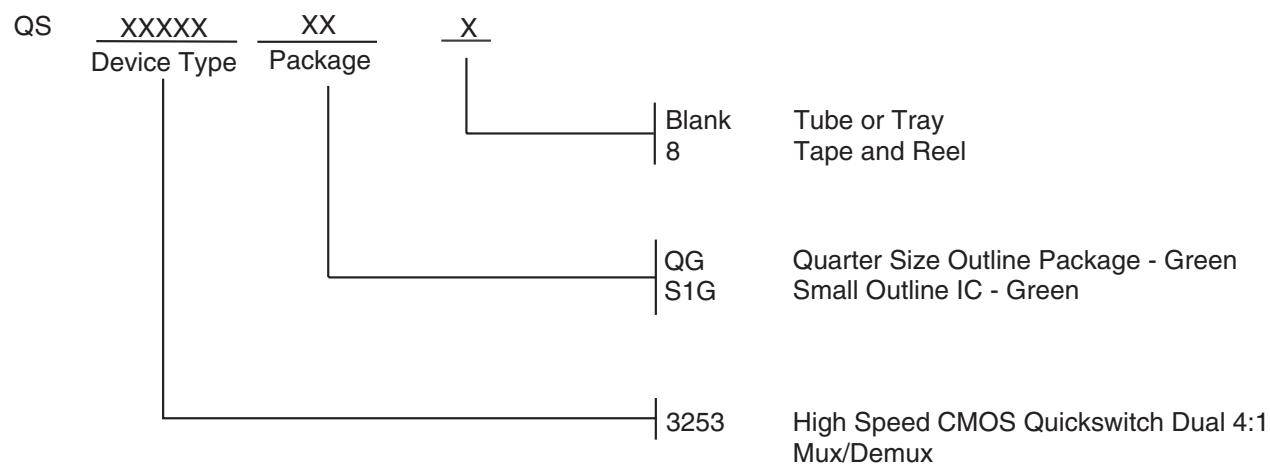 QS XXXXX XX X
Device Type Package
Blank Tube or Tray
8 Tape and Reel
QG Quarter Size Outline Package - Green
S1G Small Outline IC - Green
3253 High Speed CMOS Quickswitch Dual 4:1
Mux/Demux